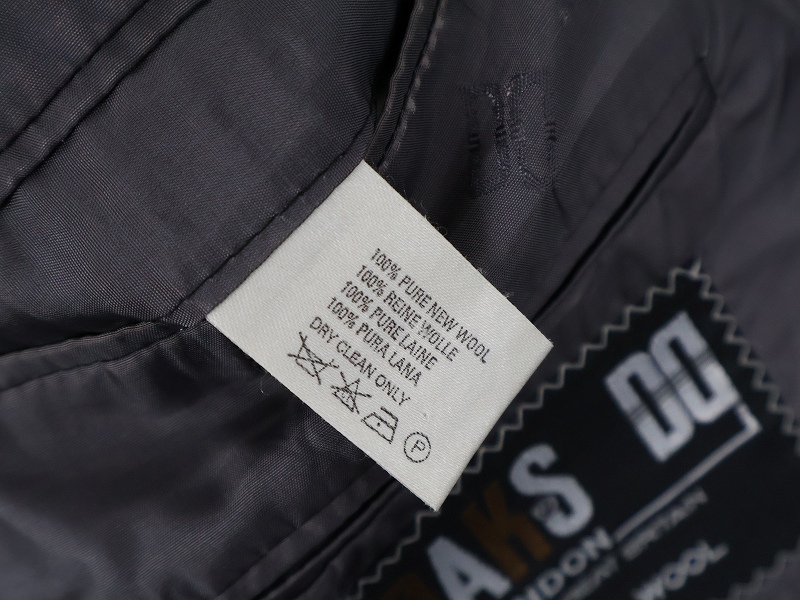 100% PURE NEW WOOL
100% REINE WOLLE
100% PURE LAINE
100% PURA LANA
DRY CLEAN ONLY
P
DD
AKS
NDON
BRITAIN
WOOL